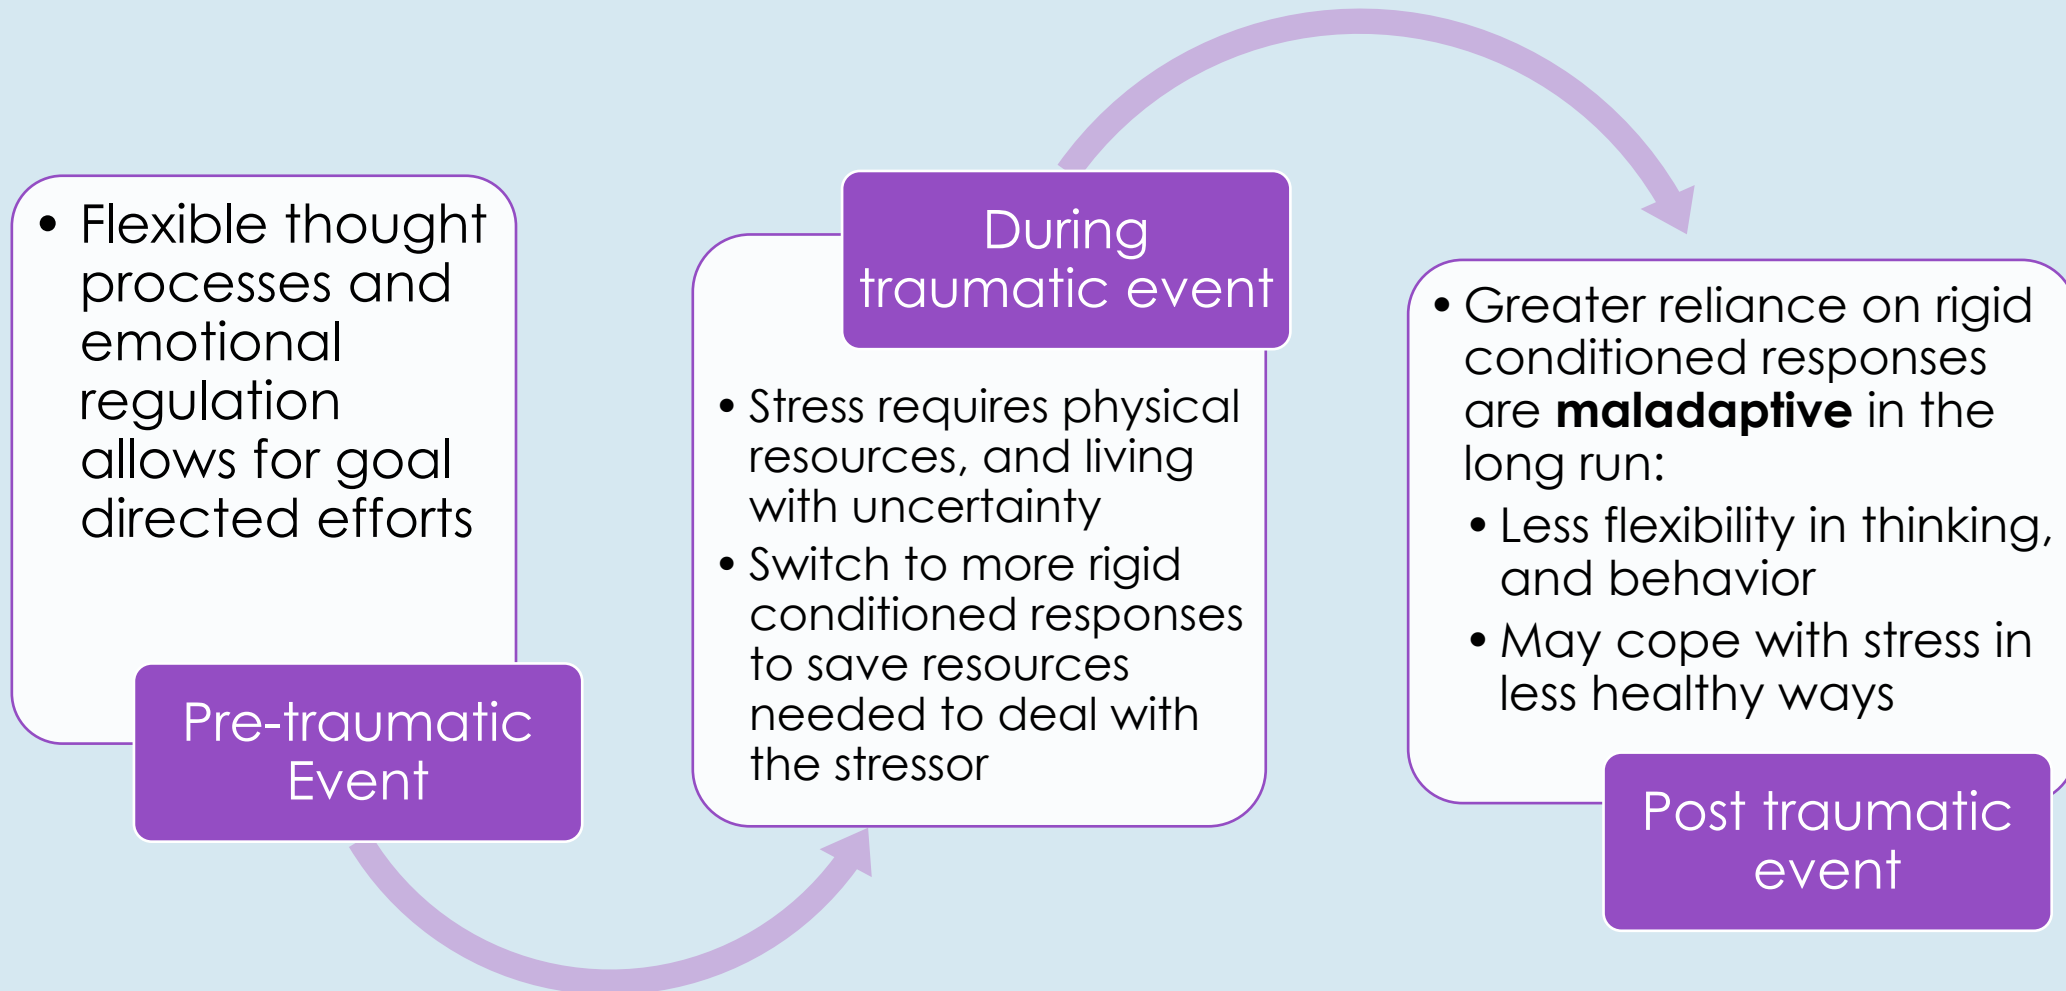 • Flexible thought
processes and
emotional
regulation
allows for goal
directed efforts
Pre-traumatic
Event
During
traumatic event
• Stress requires physical
resources, and living
with uncertainty
• Switch to more rigid
conditioned responses
to save resources
needed to deal with
the stressor
• Greater reliance on rigid
conditioned responses
are maladaptive in the
long run:
• Less flexibility in thinking,
and behavior
• May cope with stress in
less healthy ways
Post traumatic
event